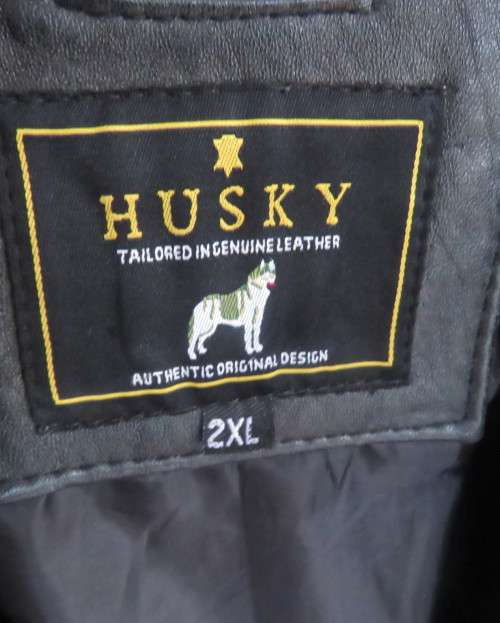 HUSKY
TAILORED IN GENUINE LEATHER
AUTHENTIC ORIGINAL DESIGN
2XL